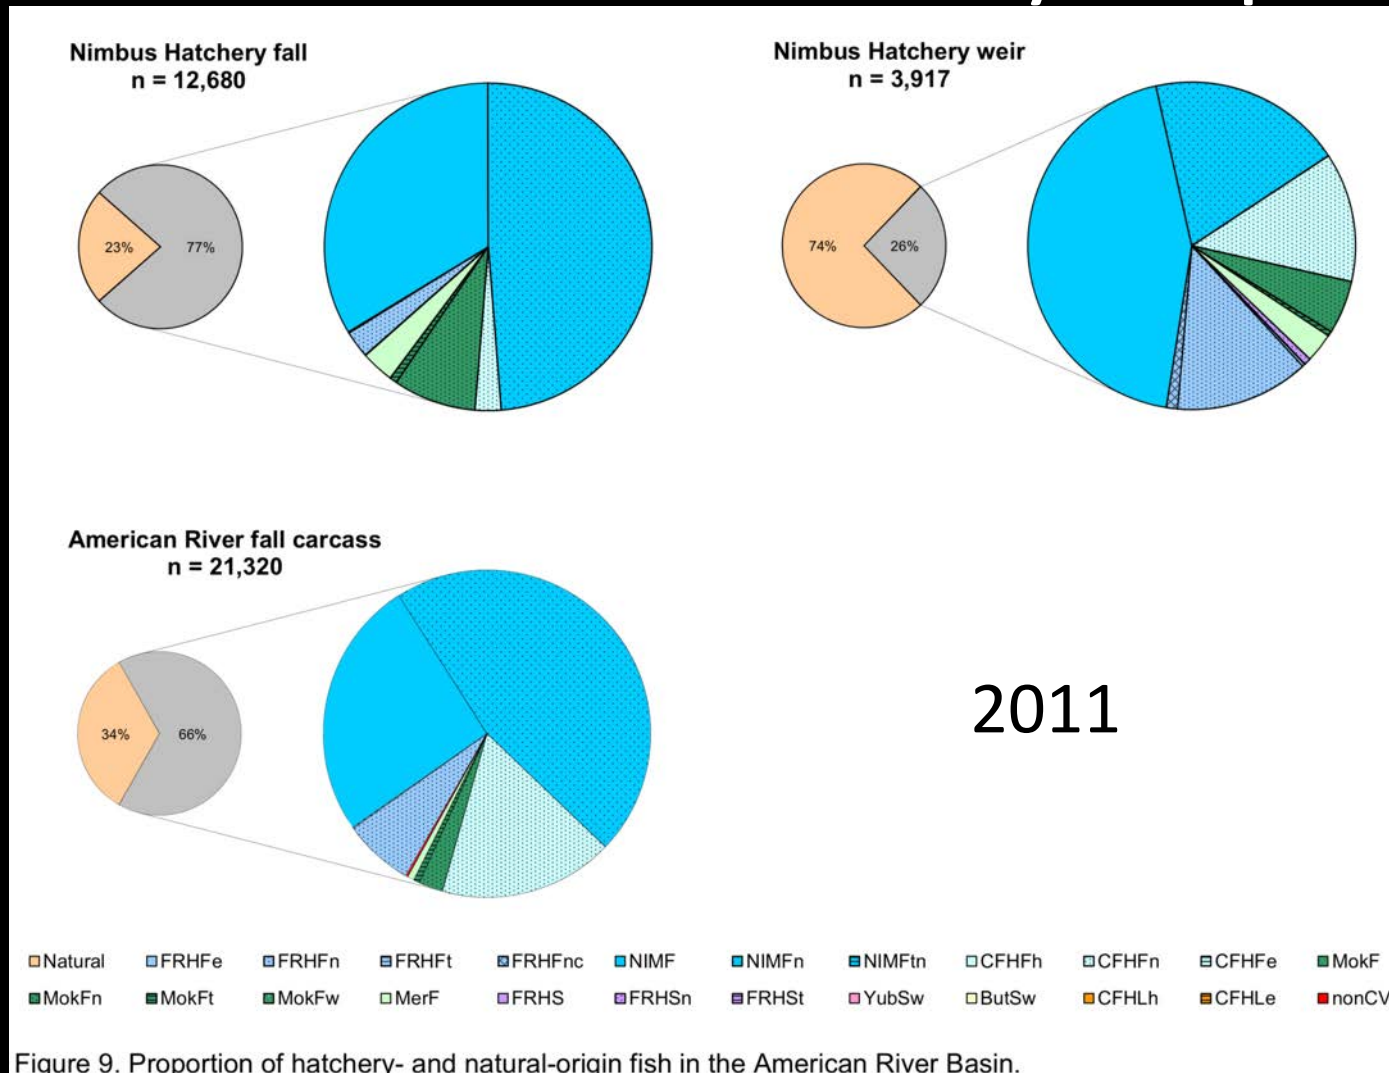 Nimbus Hatchery fall
n = 12,680
23%
77%
Nimbus Hatchery weir
n = 3,917
74%
26%
American River fall carcass
n = 21,320
34%
66%
2011
Natural FRHFe FRHFn FRHFt FRHFnc NIMF NIMFn NIMFtn CFHFh CFHFn CFHFe MokF
MokFn MokFt MokFw MerF FRHS FRHSn FRHSt YubSw ButSw CFHLh CFHLe nonCV
Figure 9. Proportion of hatchery- and natural-origin fish in the American River Basin.